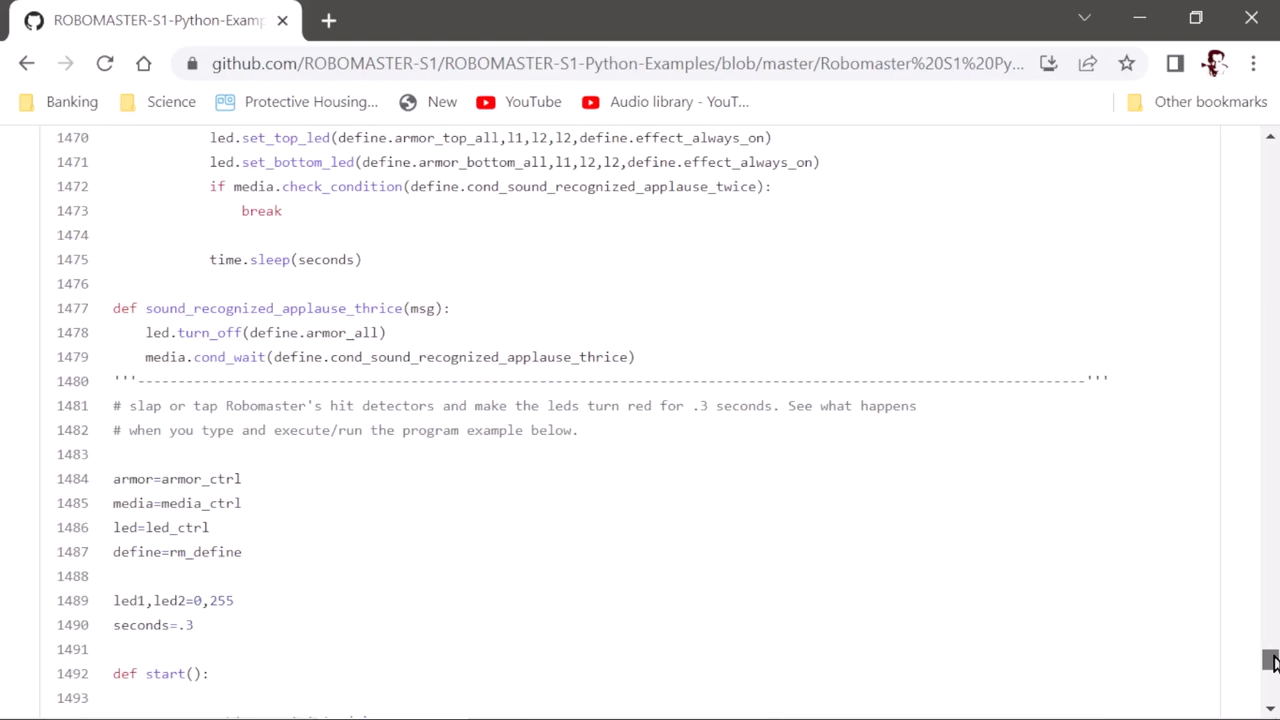 ROBOMASTER-S1-Python-Examp
github.com/ROBOMASTER-S1/ROBOMASTER-S1-Python-Examples/blob/master/Robomaster%20S1%20Py...
Banking Science Protective Housing... New YouTube Audio library - YouT... Other bookmarks
1470 led.set_top_led(define.armor_top_all,l1,l2,l2,define.effect_always_on)
1471 led.set_bottom_led(define.armor_bottom_all,l1,l2,l2,define.effect_always_on)
1472 if media.check_condition(define.cond_sound_recognized_applause_twice):
1473 break
1474
1475 time.sleep(seconds)
1476
1477 def sound_recognized_applause_thrice(msg):
1478 led.turn_off(define.armor_all)
1479 media.cond_wait(define.cond_sound_recognized_applause_thrice)
1480 '''----------------------------------------------------------------------------------------------------------------------'''
1481 # slap or tap Robomaster's hit detectors and make the leds turn red for .3 seconds. See what happens
1482 # when you type and execute/run the program example below.
1483
1484 armor=armor_ctrl
1485 media=media_ctrl
1486 led=led_ctrl
1487 define=rm_define
1488
1489 led1,led2=0,255
1490 seconds=.3
1491
1492 def start():
1493